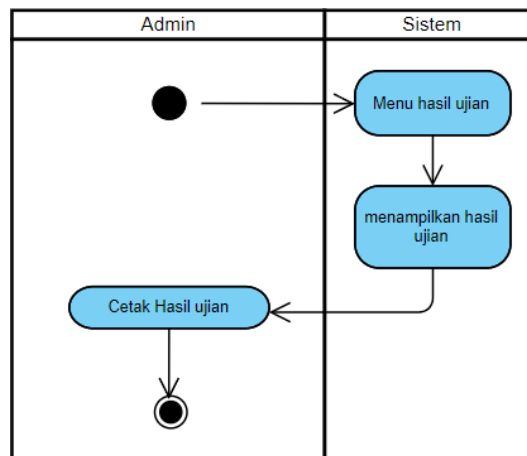 Admin
Sistem
Menu hasil ujian
menampilkan hasil
ujian
Cetak Hasil ujian